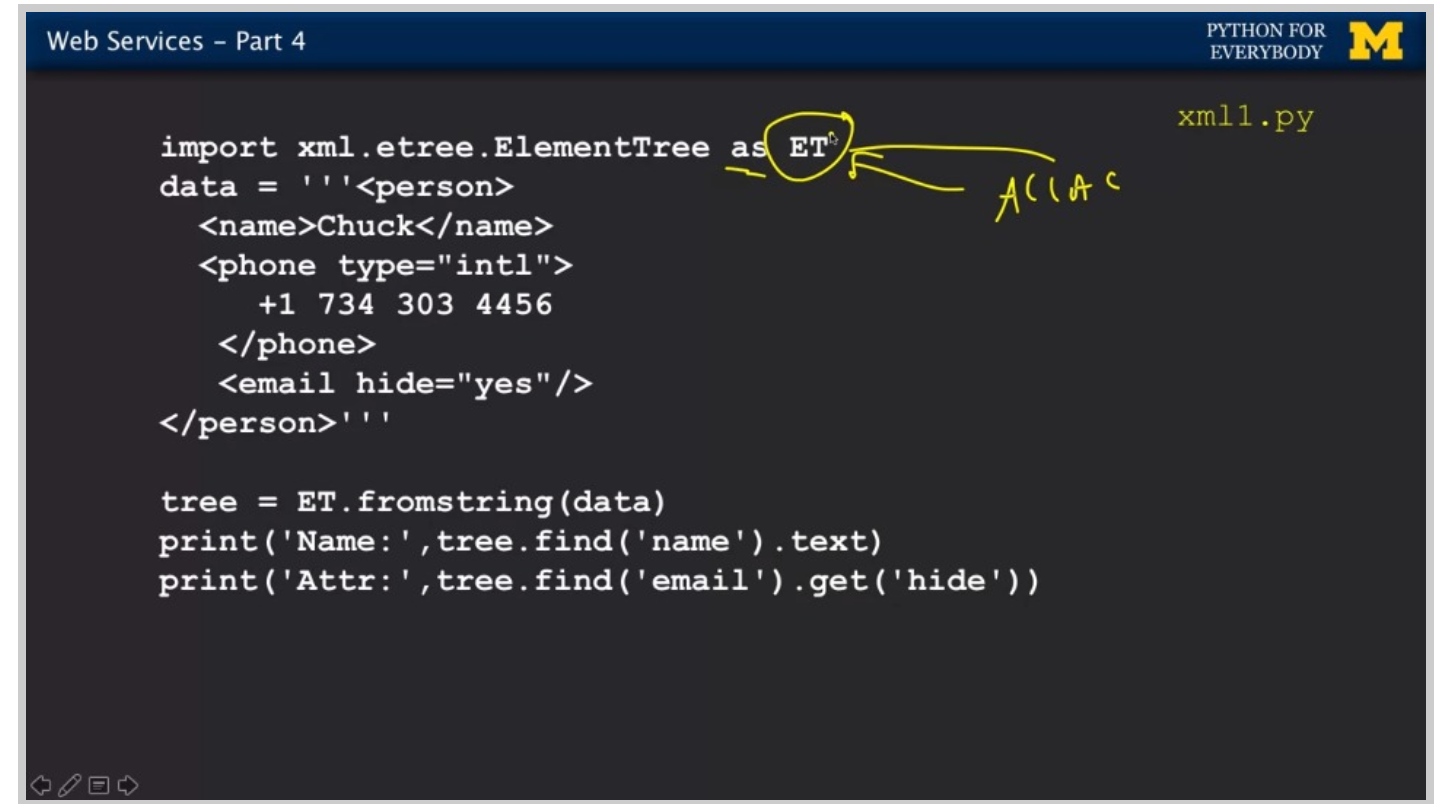 Web Services – Part 4
PYTHON FOR
EVERYBODY
M
xml1.py
import xml.etree.ElementTree as ET
data = '''<person>
  <name>Chuck</name>
  <phone type="intl">
     +1 734 303 4456
   </phone>
   <email hide="yes"/>
</person>'''
tree = ET.fromstring(data)
print('Name:',tree.find('name').text)
print('Attr:',tree.find('email').get('hide'))